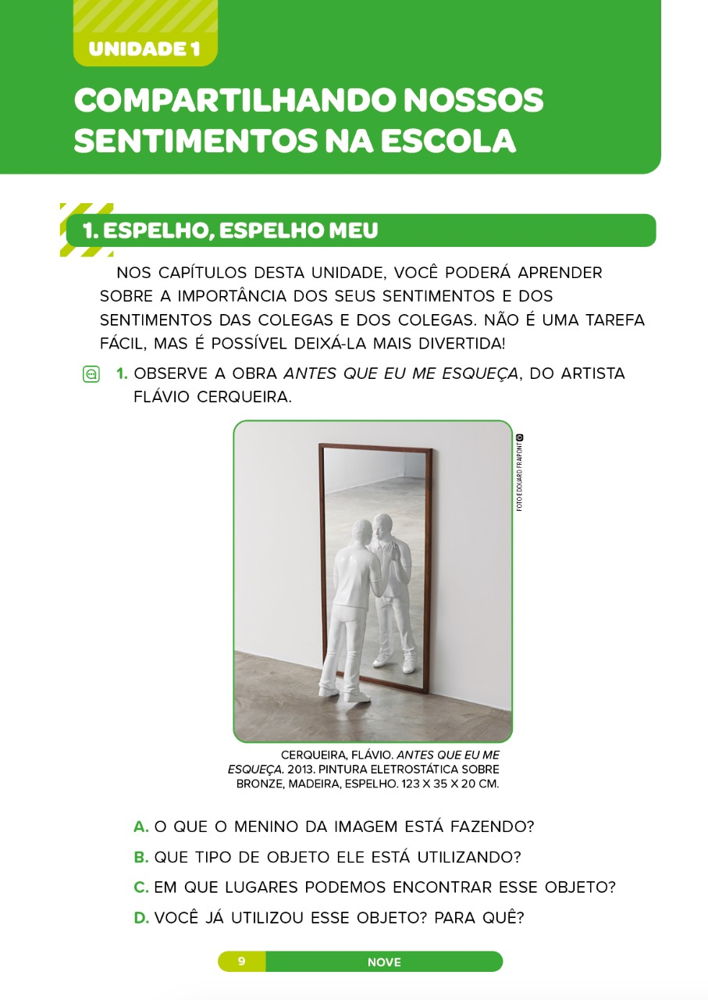 UNIDADE 1
COMPARTILHANDO NOSSOS
SENTIMENTOS NA ESCOLA
1. ESPELHO, ESPELHO MEU
NOS CAPÍTULOS DESTA UNIDADE, VOCÊ PODERÁ APRENDER
SOBRE A IMPORTÂNCIA DOS SEUS SENTIMENTOS E DOS
SENTIMENTOS DAS COLEGAS E DOS COLEGAS. NÃO É UMA TAREFA
FÁCIL, MAS É POSSÍVEL DEIXÁ-LA MAIS DIVERTIDA!
1. OBSERVE A OBRA ANTES QUE EU ME ESQUEÇA, DO ARTISTA
FLÁVIO CERQUEIRA.
FOTO EDOUARD FRAIPONT
CERQUEIRA, FLÁVIO. ANTES QUE EU ME
ESQUEÇA. 2013. PINTURA ELETROSTÁTICA SOBRE
BRONZE, MADEIRA, ESPELHO. 123 X 35 X 20 CM.
A. O QUE O MENINO DA IMAGEM ESTÁ FAZENDO?
B. QUE TIPO DE OBJETO ELE ESTÁ UTILIZANDO?
C. EM QUE LUGARES PODEMOS ENCONTRAR ESSE OBJETO?
D. VOCÊ JÁ UTILIZOU ESSE OBJETO? PARA QUÊ?
9 NOVE